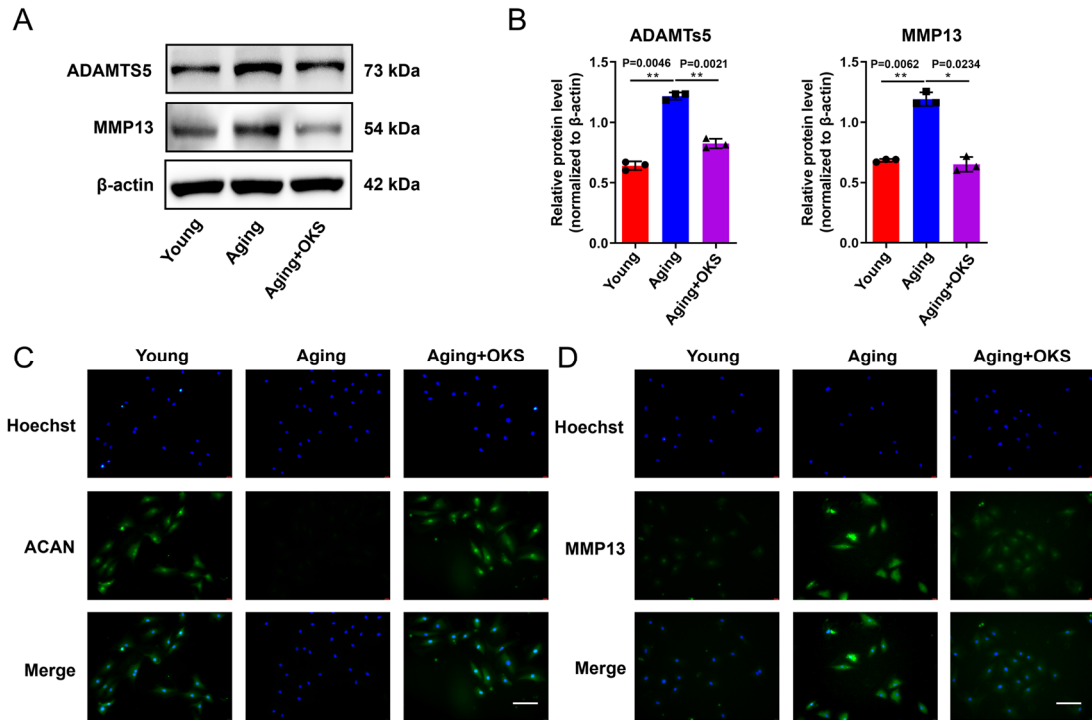 A
ADAMTS5
73 kDa
MMP13
54 kDa
β-actin
42 kDa
Young
Aging
Aging+OKS
B
ADAMTs5
Relative protein level
(normalized to β-actin)
1.5
1.0
0.5
0.0
P=0.0046
P=0.0021
**
**
Young
Aging
Aging+OKS
MMP13
Relative protein level
(normalized to β-actin)
1.5
1.0
0.5
0.0
P=0.0062
P=0.0234
**
*
Young
Aging
Aging+OKS
C
Young
Aging
Aging+OKS
Hoechst
ACAN
Merge
D
Young
Aging
Aging+OKS
Hoechst
MMP13
Merge